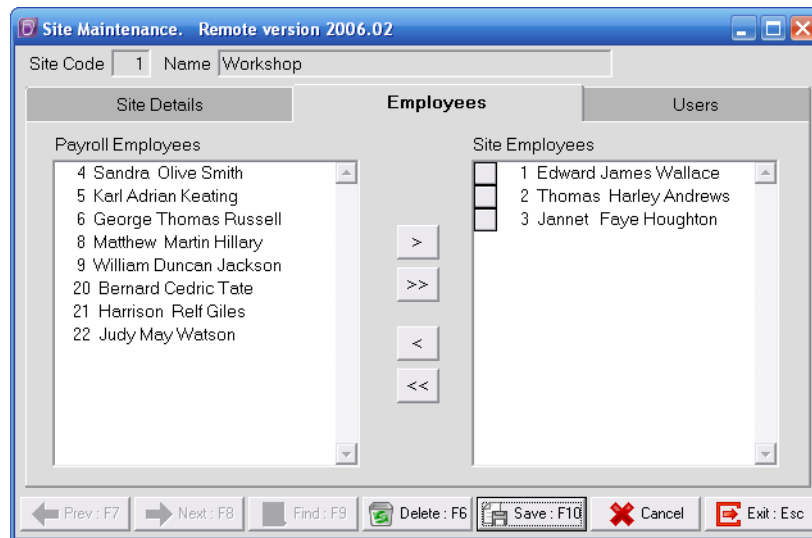 Site Maintenance. Remote version 2006.02
Site Code 1 Name Workshop
Site Details Employees Users
Payroll Employees
4 Sandra Olive Smith
5 Karl Adrian Keating
6 George Thomas Russell
8 Matthew Martin Hillary
9 William Duncan Jackson
20 Bernard Cedric Tate
21 Harrison Relf Giles
22 Judy May Watson
>
>>
<
<<
Site Employees
1 Edward James Wallace
2 Thomas Harley Andrews
3 Jannet Faye Houghton
Prev : F7 Next : F8 Find : F9 Delete : F6 Save : F10 Cancel Exit : Esc